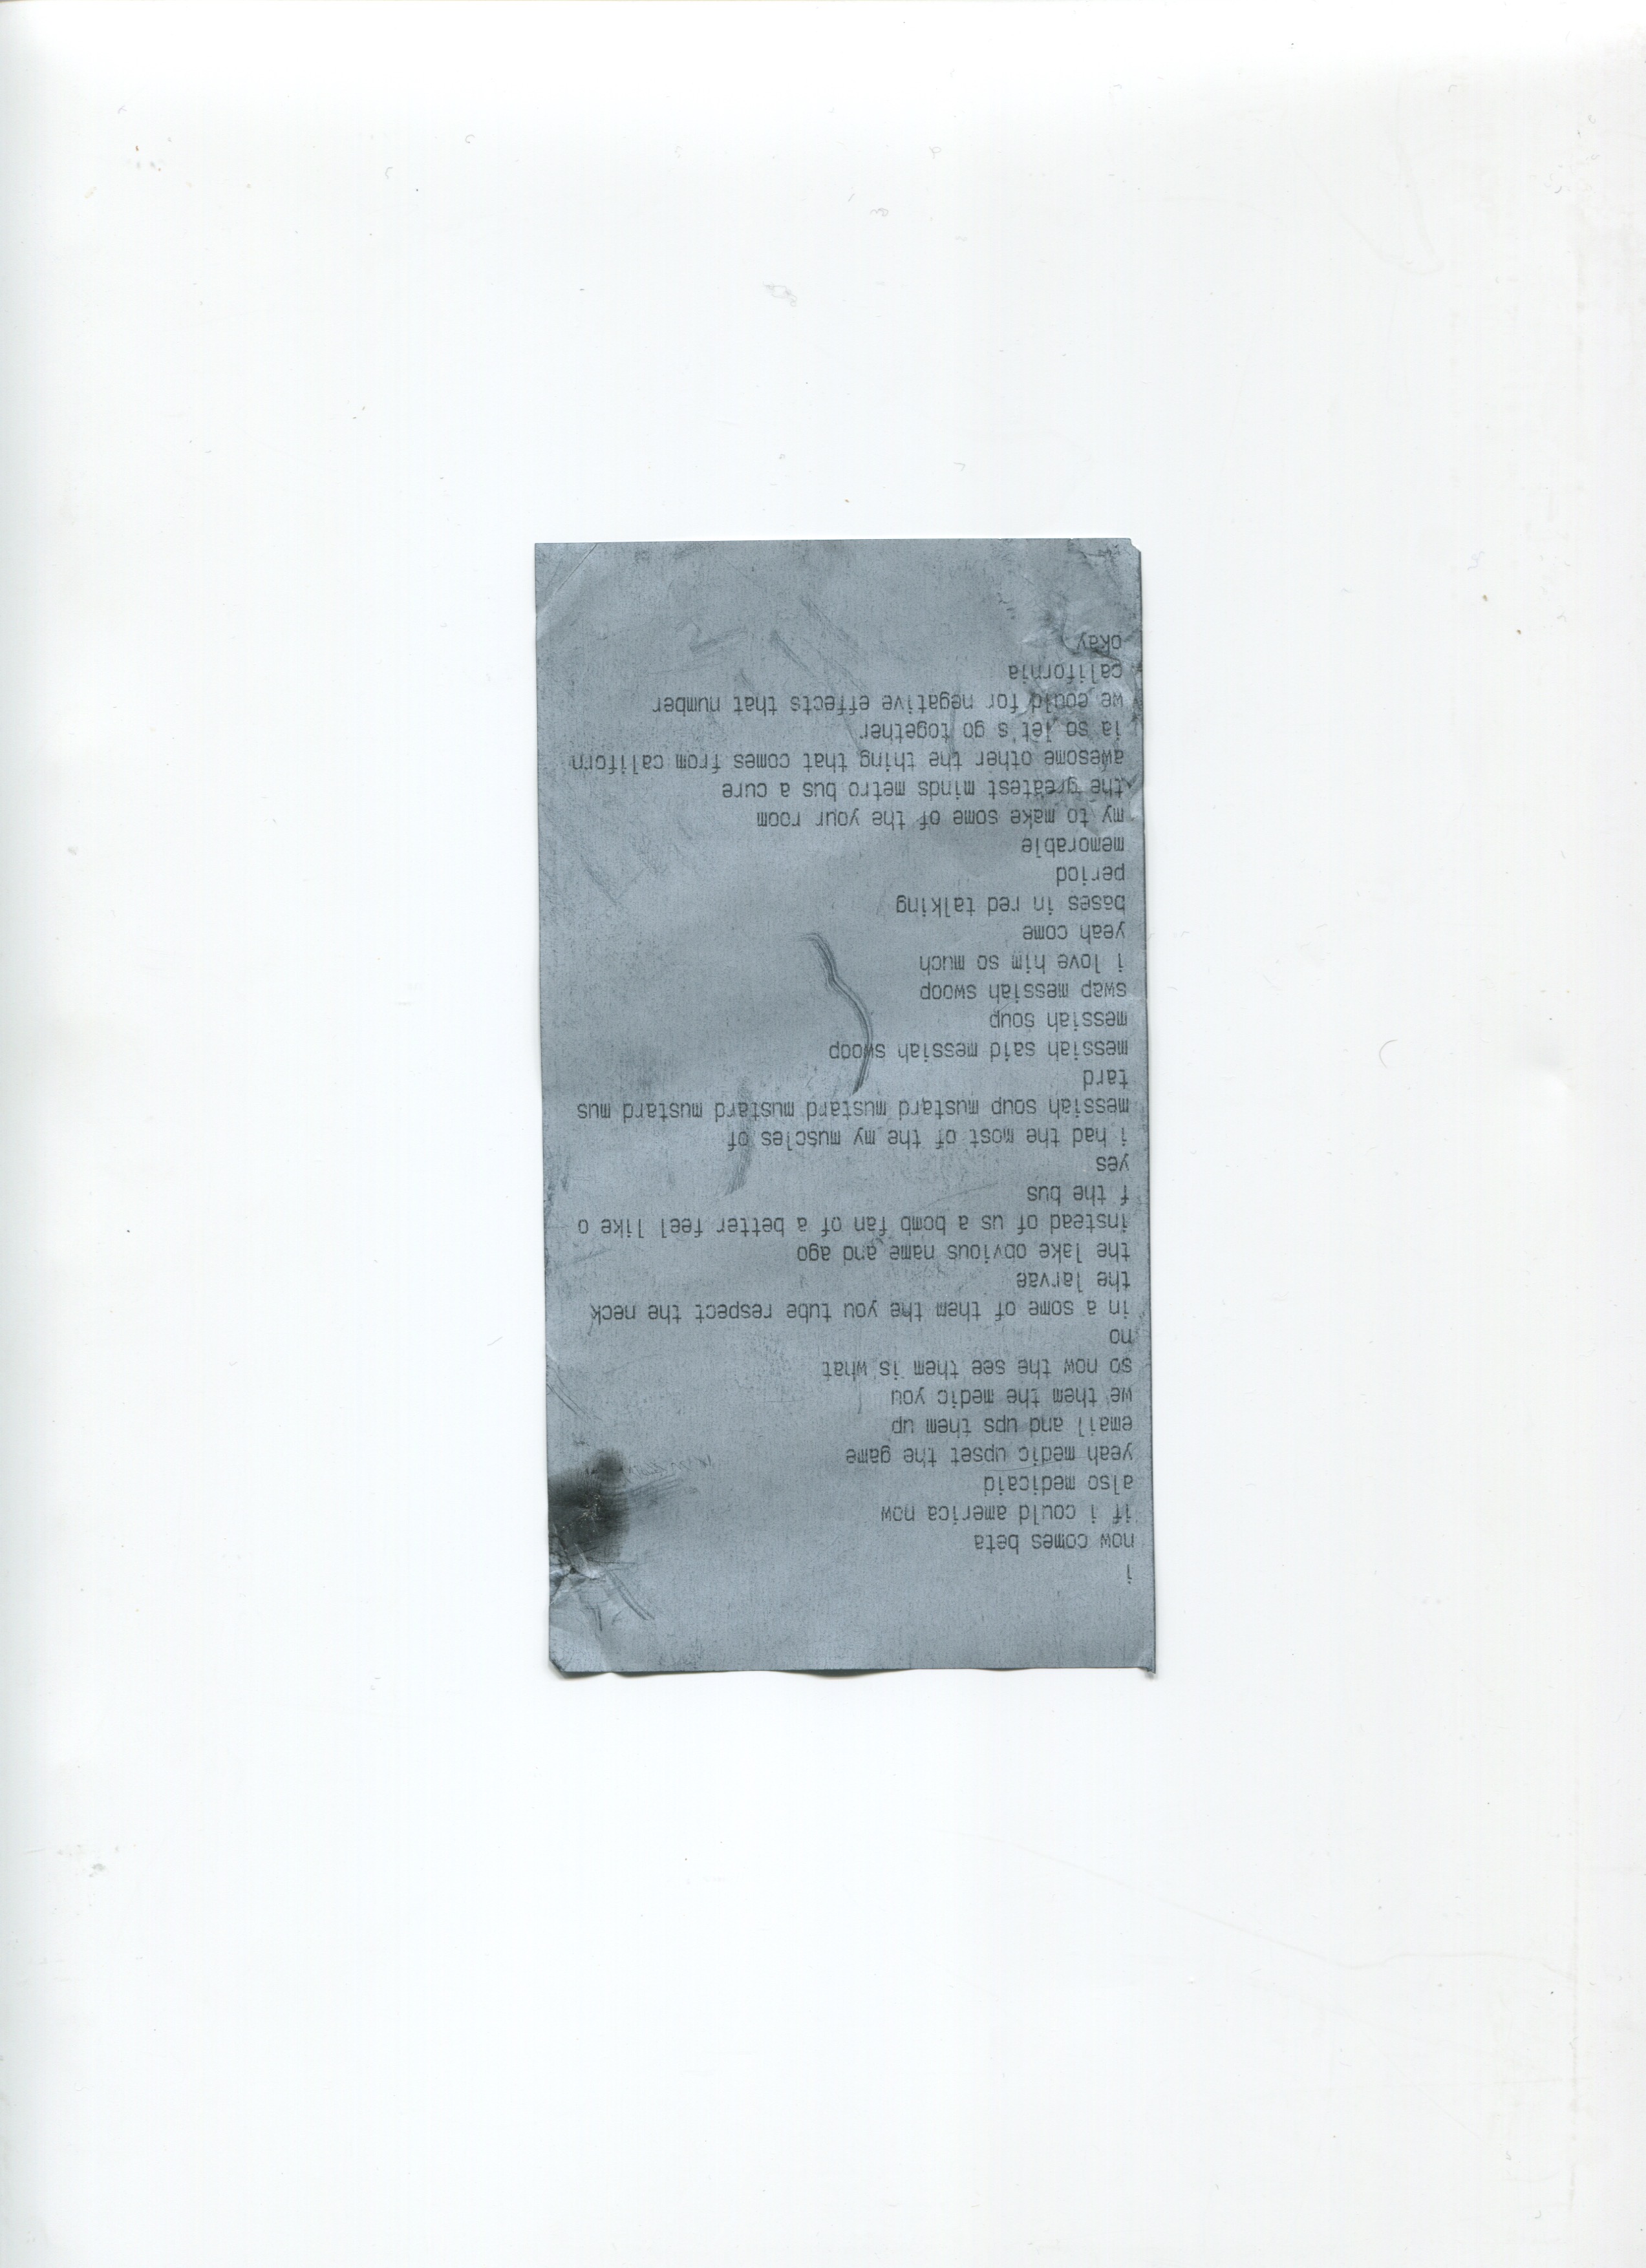 i
now comes beta
if i could america now
also medicaid
yeah medic upset the game
email and ups them up
we them the medic you
so now the see them is what
no
in a some of them the you tube respect the neck
the larvae
the lake obvious name and ago
instead of us a bomb fan of a better feel like o
f the bus
yes
i had the most of the my muscles of
messiah soup mustard mustard mustard mustard mus
tard
messiah said messiah swoop
messiah soup
swap messiah swoop
i love him so much
yeah come
bases in red talking
period
memorable
my to make some of the your room
the greatest minds metro bus a cure
awesome other the thing that comes from californ
ia so let's go together
we could for negative effects that number
california
okay